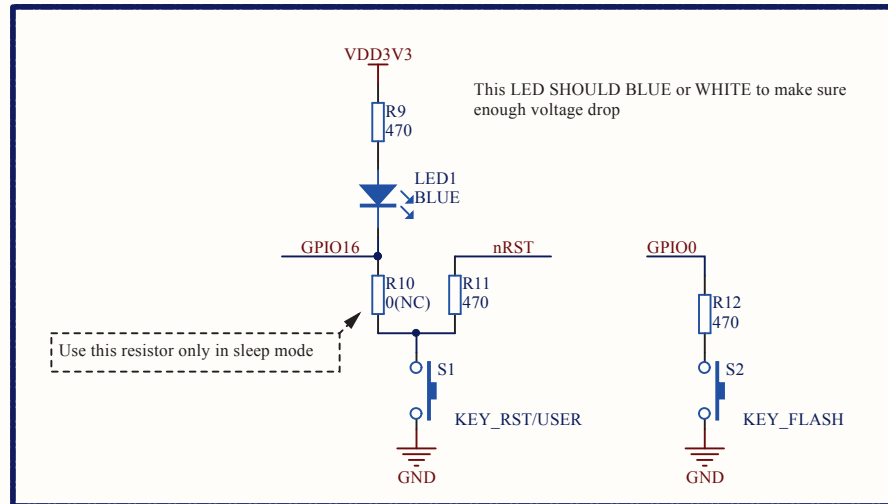 VDD3V3
This LED SHOULD BLUE or WHITE to make sure
enough voltage drop
R9
470
LED1
BLUE
GPIO16
nRST
GPIO0
R10
0(NC)
R11
470
R12
470
Use this resistor only in sleep mode
S1
S2
KEY_RST/USER
KEY_FLASH
GND
GND